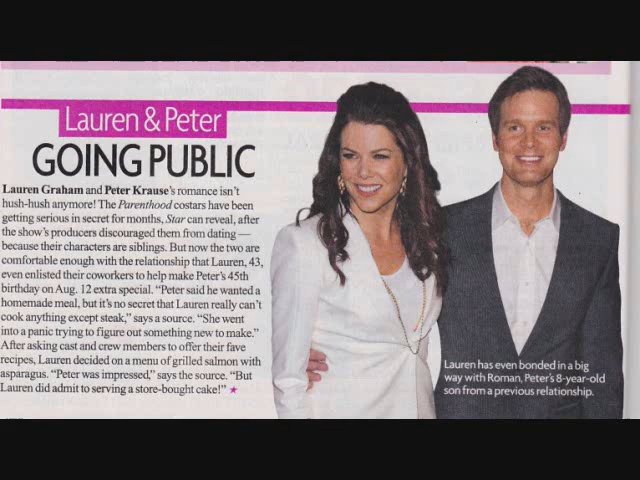 Lauren & Peter
GOING PUBLIC
Lauren Graham and Peter Krause's romance isn't
hush-hush anymore! The Parenthood costars have been
getting serious in secret for months, Star can reveal, after
the show's producers discouraged them from dating —
because their characters are siblings. But now the two are
comfortable enough with the relationship that Lauren, 43,
even enlisted their coworkers to help make Peter's 45th
birthday on Aug. 12 extra special. “Peter said he wanted a
homemade meal, but it's no secret that Lauren really can't
cook anything except steak,” says a source. “She went
into a panic trying to figure out something new to make.”
After asking cast and crew members to offer their fave
recipes, Lauren decided on a menu of grilled salmon with
asparagus. “Peter was impressed,” says the source. “But
Lauren did admit to serving a store-bought cake!” ★
Lauren has even bonded in a big
way with Roman, Peter's 8-year-old
son from a previous relationship.